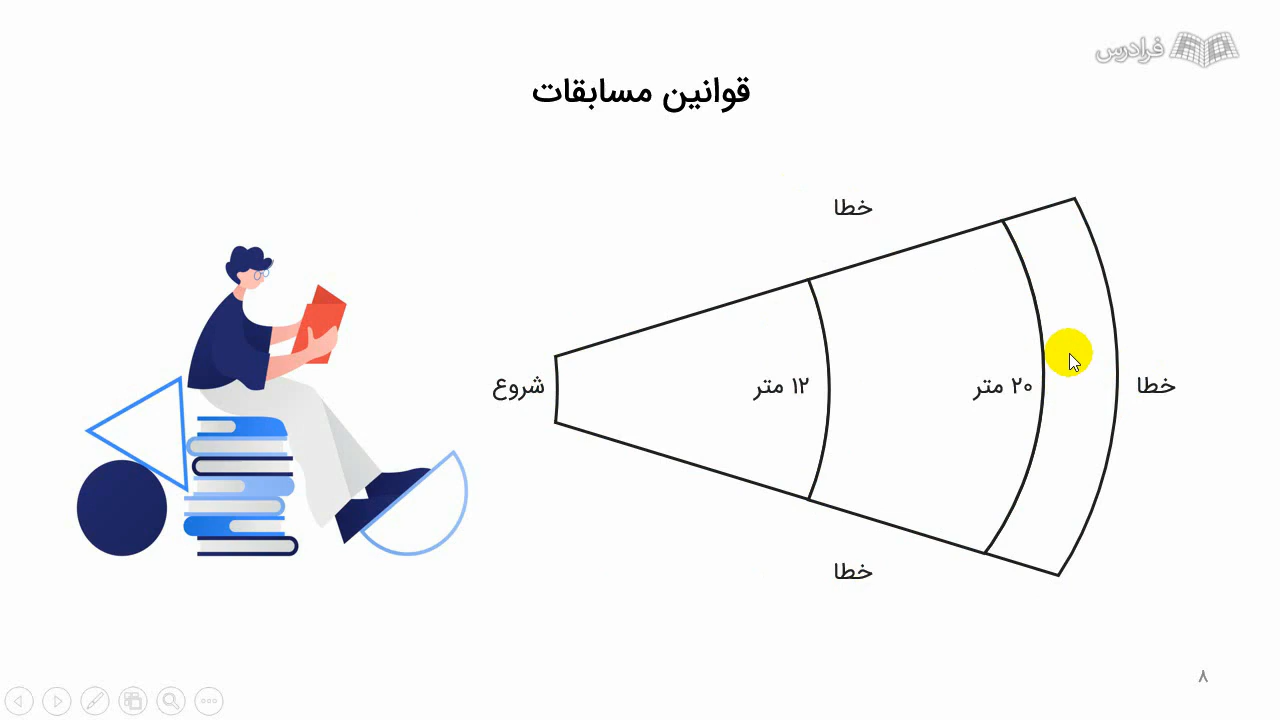 فرادرس
قوانین مسابقات
خطا
شروع
۱۲ متر
۲۰ متر
خطا
خطا
۸